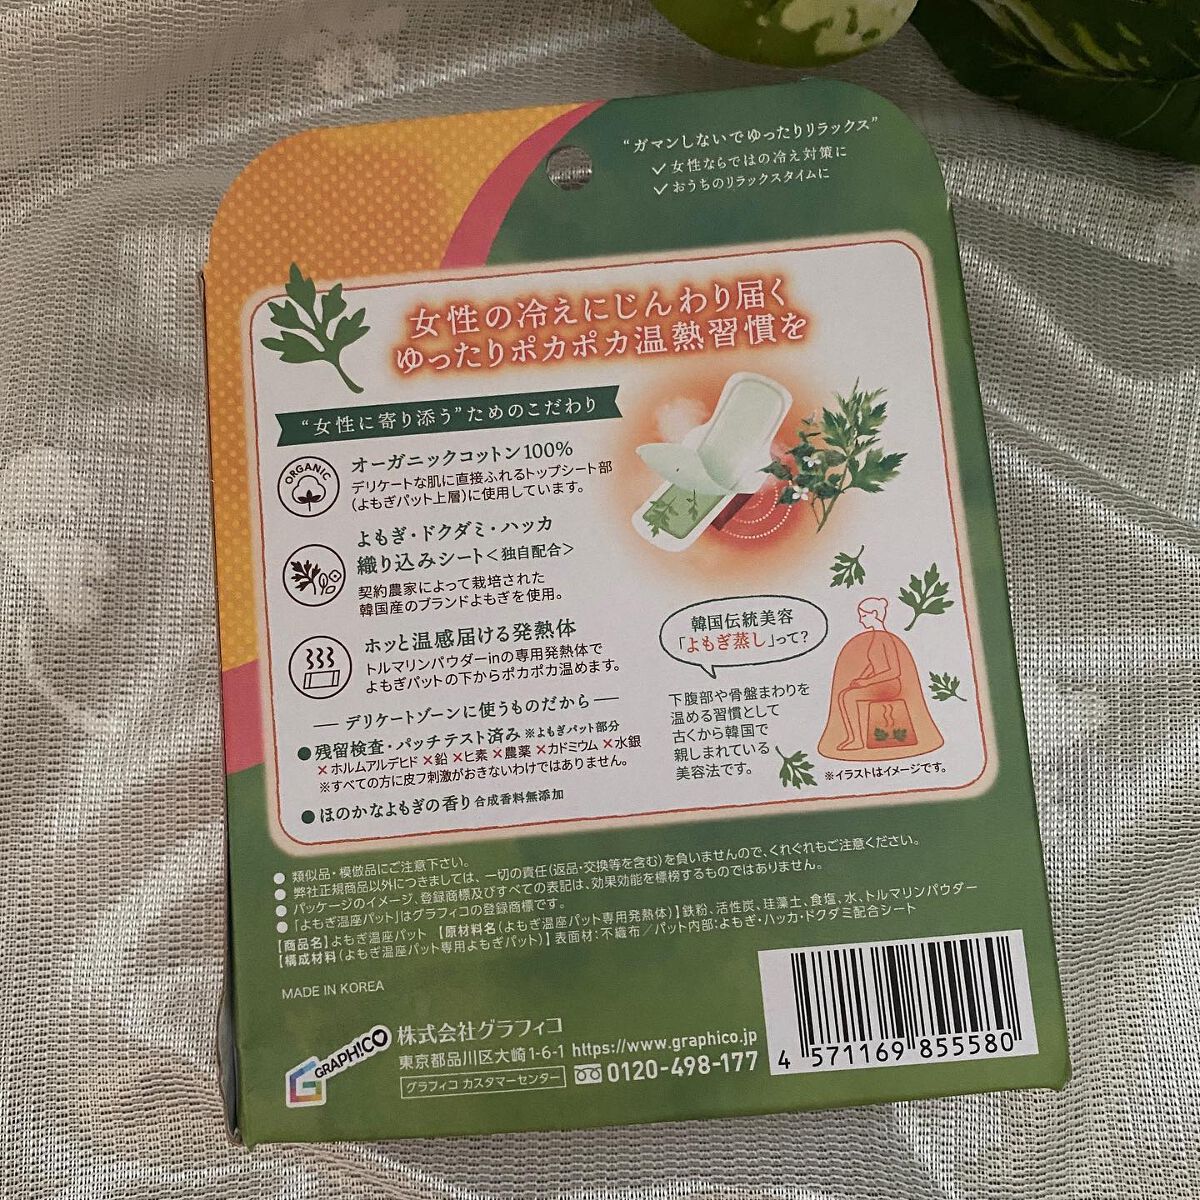 “ガマンしないでゆったりリラックス”
女性ならではの冷え対策に
おうちのリラックスタイムに
女性の冷えにじんわり届く
ゆったりポカポカ温熱習慣を
“女性に寄り添う”ためのこだわり
ORGANIC
オーガニックコットン100%
デリケートな肌に直接ふれるトップシート部
(よもぎパット上層)に使用しています。
よもぎ・ドクダミ・ハッカ
織り込みシート<独自配合>
契約農家によって栽培された
韓国産のブランドよもぎを使用。
ホッと温感届ける発熱体
トルマリンパウダーinの専用発熱体で
よもぎパットの下からポカポカ温めます。
デリケートゾーンに使うものだから
●残留検査・パッチテスト済み ※よもぎパット部分
×ホルムアルデヒド ×鉛 ×ヒ素 ×農薬 ×カドミウム ×水銀
※すべての方に皮フ刺激がおきないわけではありません。
●ほのかなよもぎの香り 合成香料無添加
韓国伝統美容
「よもぎ蒸し」って?
下腹部や骨盤まわりを
温める習慣として
古くから韓国で
親しまれている
美容法です。
※イラストはイメージです。
● 類似品・模倣品にご注意下さい。
● 弊社正規商品以外につきましては、一切の責任(返品・交換等を含む)を負いませんので、くれぐれもご注意ください。
● パッケージのイメージ、登録商標及びすべての表記は、効果効能を標榜するものではありません。
● 「よもぎ温座パット」はグラフィコの登録商標です。
【商品名】よもぎ温座パット 【原材料名(よもぎ温座パット専用発熱体)】鉄粉、活性炭、珪藻土、食塩、水、トルマリンパウダー
【構成材料(よもぎ温座パット専用よもぎパット)】表面材:不織布/パット内部:よもぎ・ハッカ・ドクダミ配合シート
MADE IN KOREA
GRAPHICO
株式会社グラフィコ
東京都品川区大崎1-6-1 https://www.graphico.jp
グラフィコ カスタマーセンター 0120-498-177
4 571169 855580